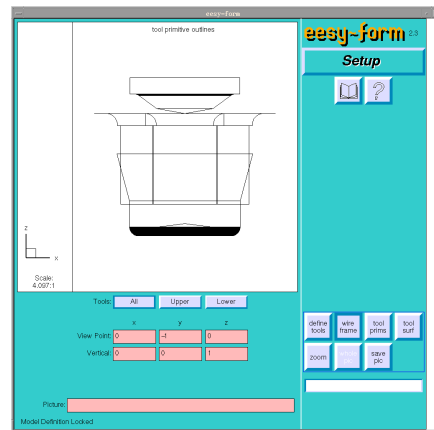 eesy-form
tool primitive outlines
eesy-form 2.3
Setup
?
z
x
Scale:
4.097:1
Tools: All Upper Lower
x y z
View Point: 0 -1 0
Vertical: 0 0 1
define tools
wire frame
tool prims
tool surf
zoom
save pic
Picture:
Model Definition Locked